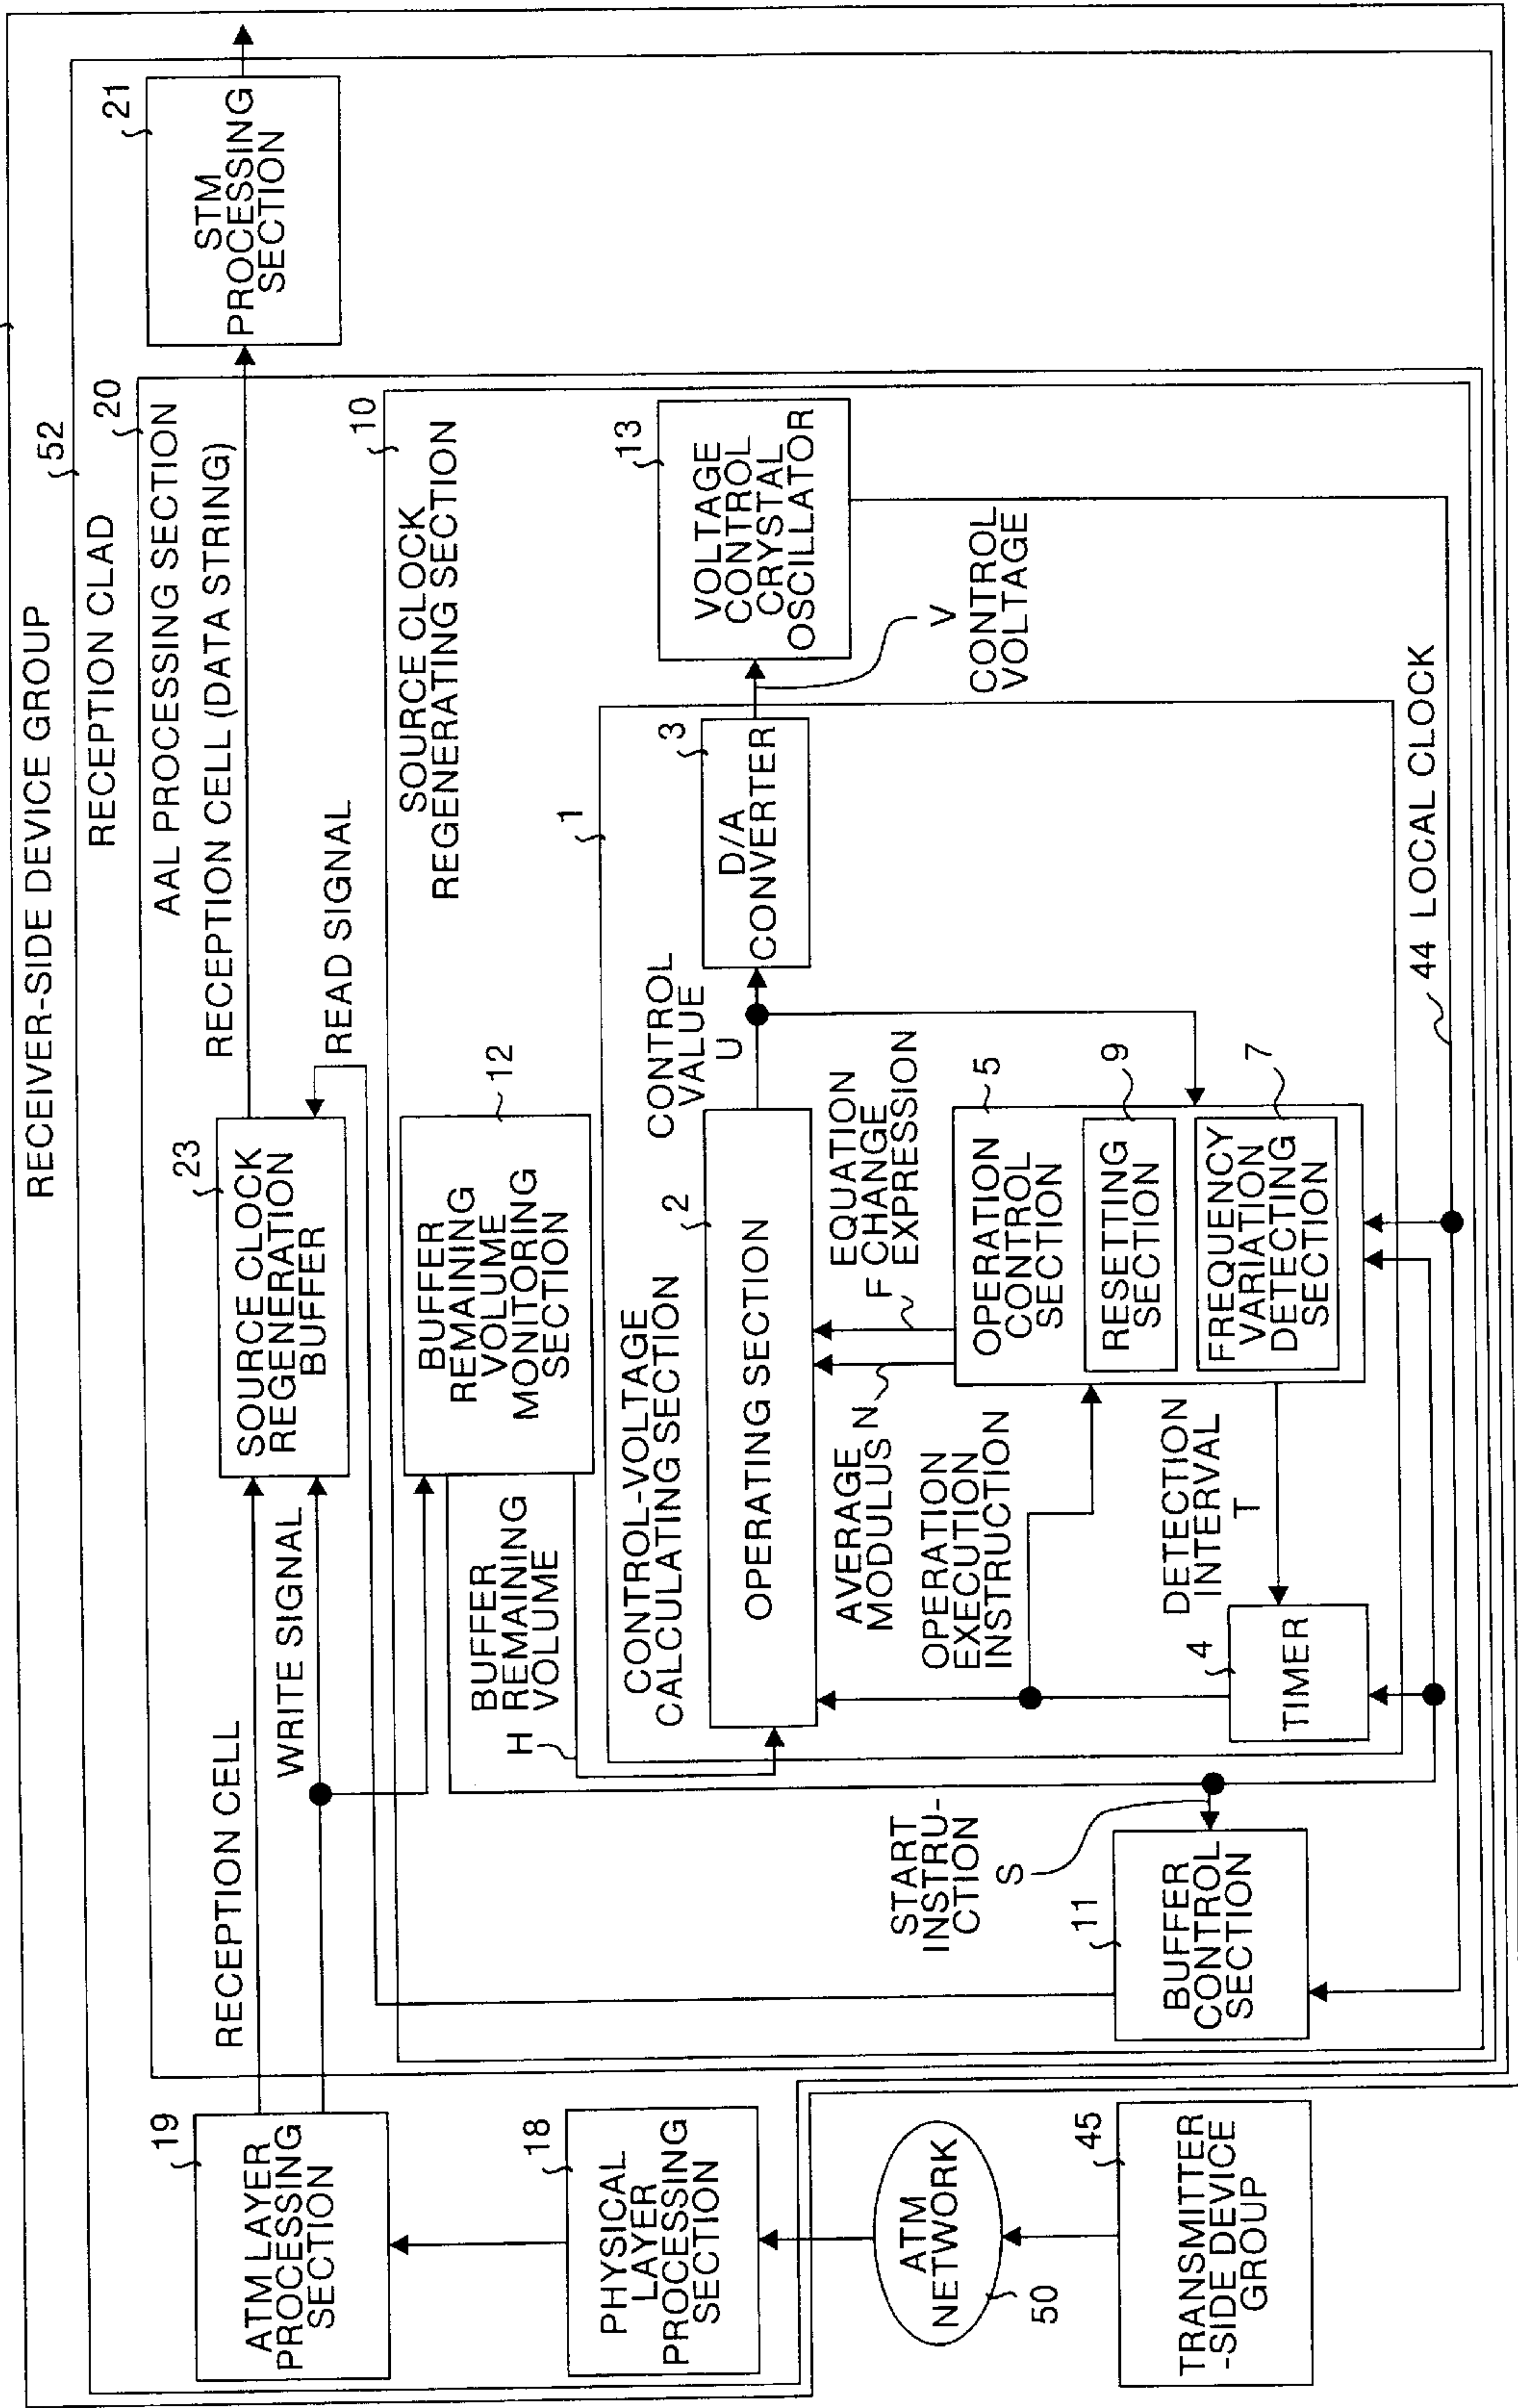 RECEIVER-SIDE DEVICE GROUP
52
RECEPTION CLAD
20
AAL PROCESSING SECTION
19
ATM LAYER
PROCESSING
SECTION
RECEPTION CELL
WRITE SIGNAL
23
SOURCE CLOCK
REGENERATION
BUFFER
RECEPTION CELL (DATA STRING)
READ SIGNAL
21
STM
PROCESSING
SECTION
10
SOURCE CLOCK
REGENERATING SECTION
18
PHYSICAL
LAYER
PROCESSING
SECTION
BUFFER
H REMAINING
VOLUME
BUFFER
REMAINING
VOLUME
MONITORING
SECTION
12
1
CONTROL-VOLTAGE
CALCULATING SECTION
2
OPERATING SECTION
CONTROL
VALUE
U
3
D/A
CONVERTER
13
VOLTAGE
CONTROL
CRYSTAL
OSCILLATOR
V
CONTROL
VOLTAGE
AVERAGE
MODULUS N
EQUATION
F CHANGE
EXPRESSION
OPERATION
EXECUTION
INSTRUCTION
5
OPERATION
CONTROL
SECTION
9
RESETTING
SECTION
7
FREQUENCY
VARIATION
DETECTING
SECTION
DETECTION
INTERVAL
T
4
TIMER
START
INSTRU-
CTION
S
11
BUFFER
CONTROL
SECTION
44 LOCAL CLOCK
ATM
NETWORK
50
45
TRANSMITTER
-SIDE DEVICE
GROUP